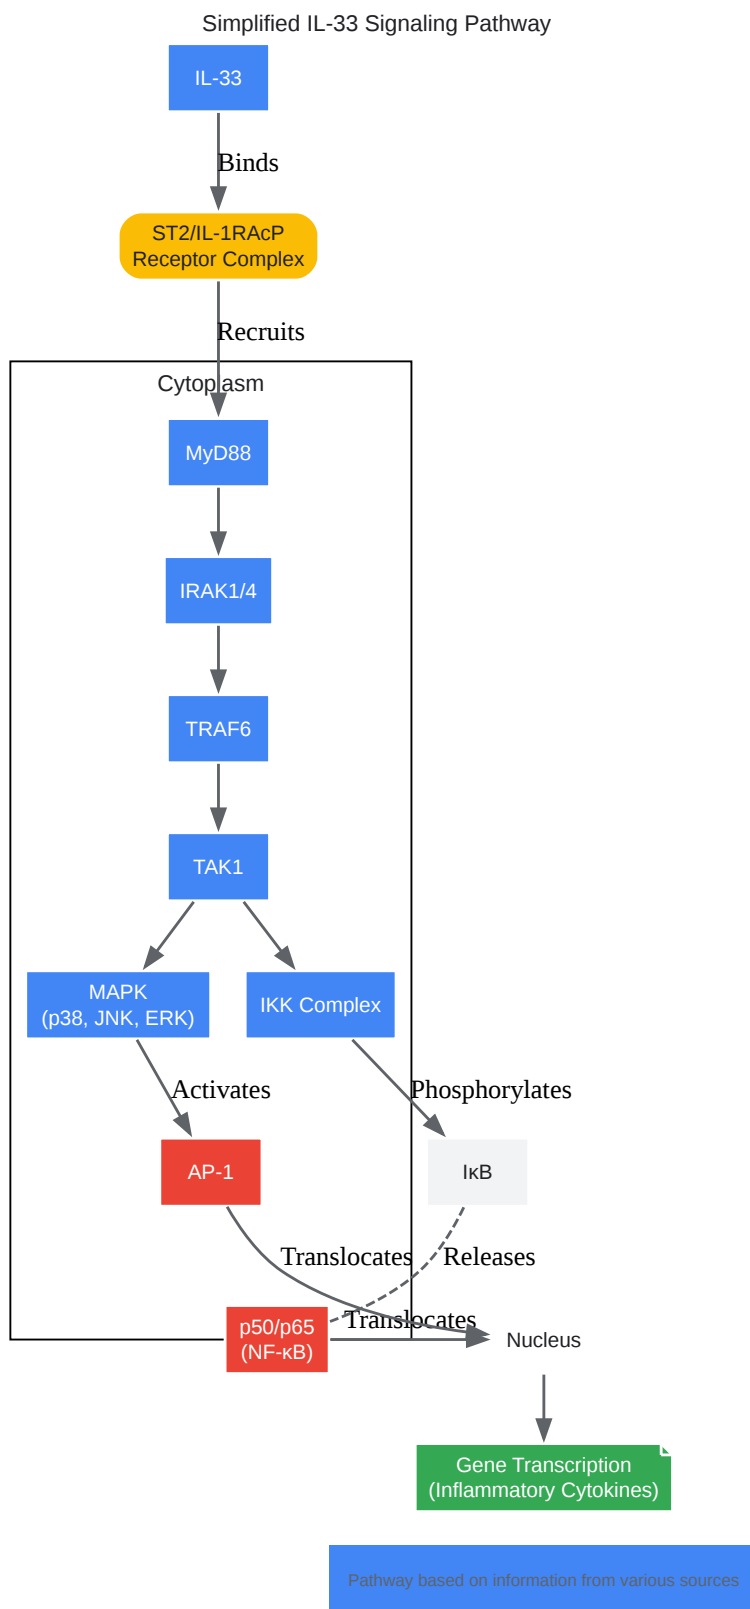 Simplified IL-33 Signaling Pathway
IL-33
Binds
ST2/IL-1RAcP
Receptor Complex
Recruits
Cytoplasm
MyD88
IRAK1/4
TRAF6
TAK1
MAPK
(p38, JNK, ERK)
IKK Complex
Activates
Phosphorylates
AP-1
IκB
Translocates
Releases
p50/p65
(NF-κB)
Translocates
Nucleus
Gene Transcription
(Inflammatory Cytokines)
Pathway based on information from various sources